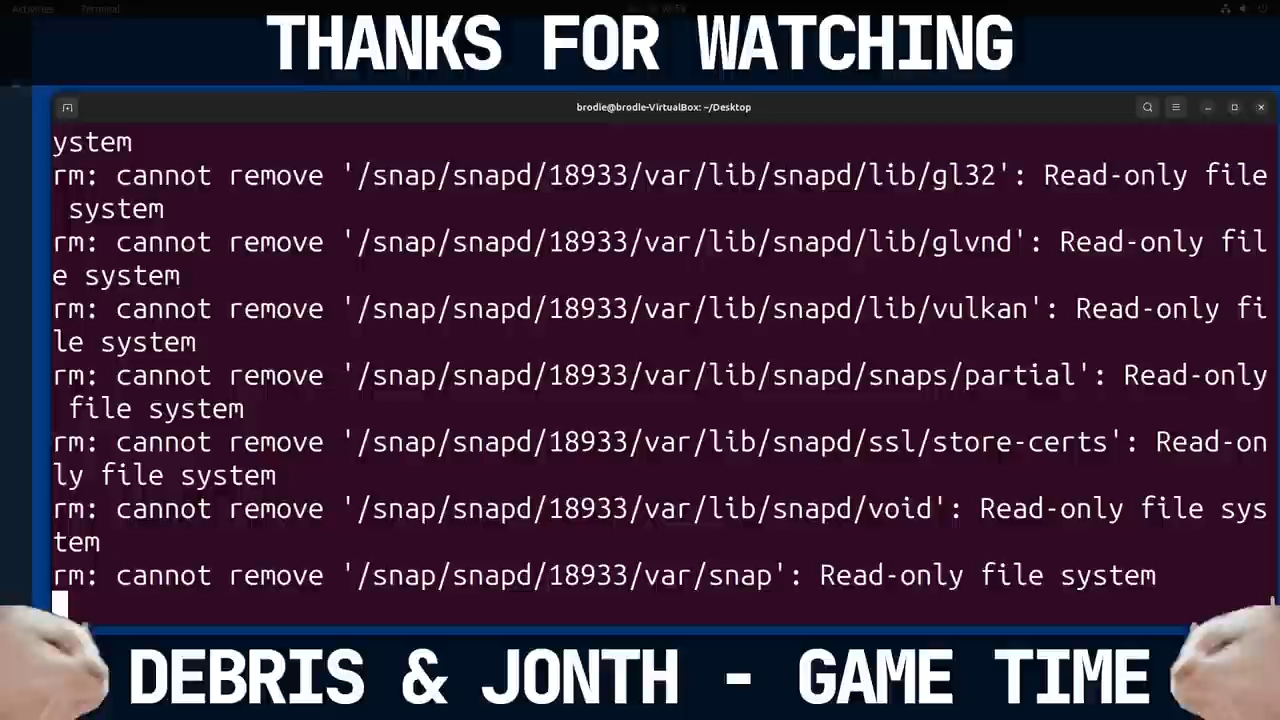 Activities Terminal
THANKS FOR WATCHING
brodie@brodie-VirtualBox: ~/Desktop
ystem
rm: cannot remove '/snap/snapd/18933/var/lib/snapd/lib/gl32': Read-only file
 system
rm: cannot remove '/snap/snapd/18933/var/lib/snapd/lib/glvnd': Read-only fil
e system
rm: cannot remove '/snap/snapd/18933/var/lib/snapd/lib/vulkan': Read-only fi
le system
rm: cannot remove '/snap/snapd/18933/var/lib/snapd/snaps/partial': Read-only
 file system
rm: cannot remove '/snap/snapd/18933/var/lib/snapd/ssl/store-certs': Read-on
ly file system
rm: cannot remove '/snap/snapd/18933/var/lib/snapd/void': Read-only file sys
tem
rm: cannot remove '/snap/snapd/18933/var/snap': Read-only file system
DEBRIS & JONTH - GAME TIME